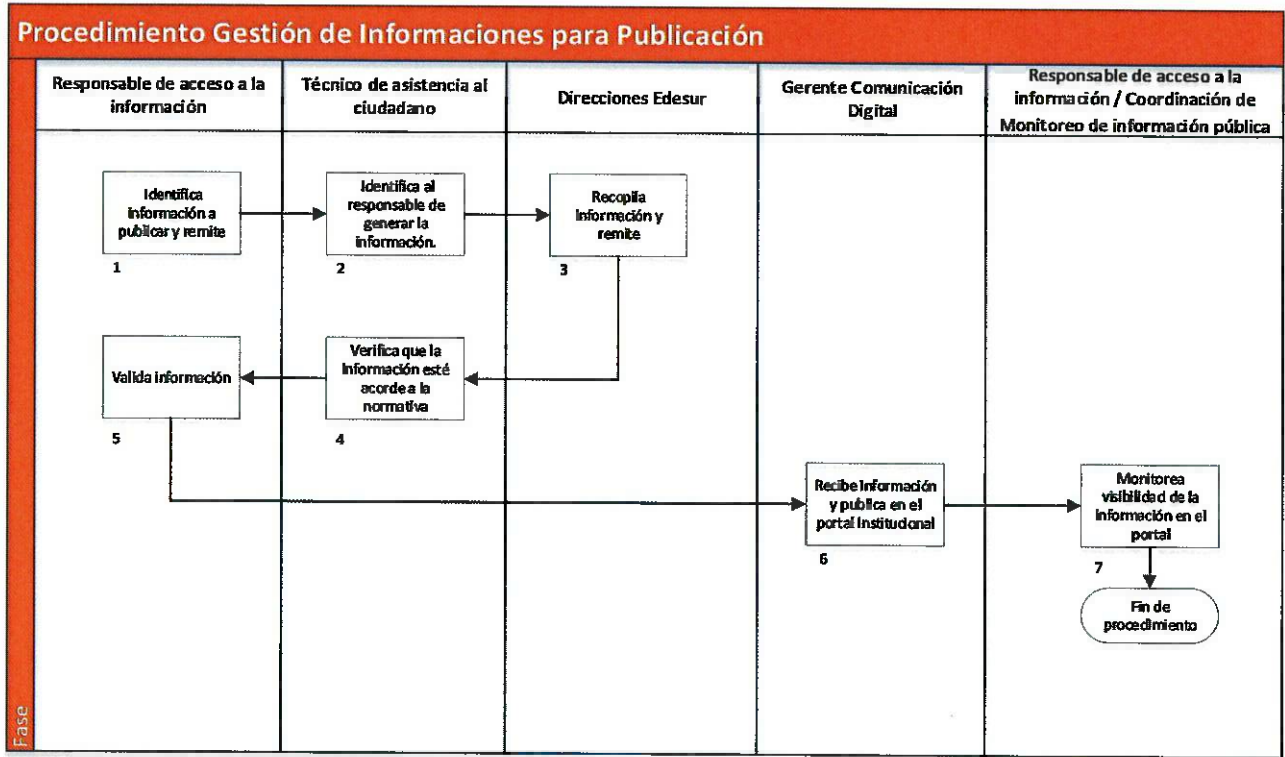 Procedimiento Gestión de Informaciones para Publicación
Responsable de acceso a la
información
Técnico de asistencia al
ciudadano
Direcciones Edesur
Gerente Comunicación
Digital
Responsable de acceso a la
información / Coordinación de
Monitoreo de información pública
Identifica
información a
publicar y remite
1
Identifica al
responsable de
generar la
información.
2
Recopila
Información y
remite
3
Verifica que la
información esté
acorde a la
normativa
4
Valida información
5
Recibe Información
y publica en el
portal Institucional
6
Monitorea
visibilidad de la
información en el
portal
7
Fin de
procedimiento
Fase